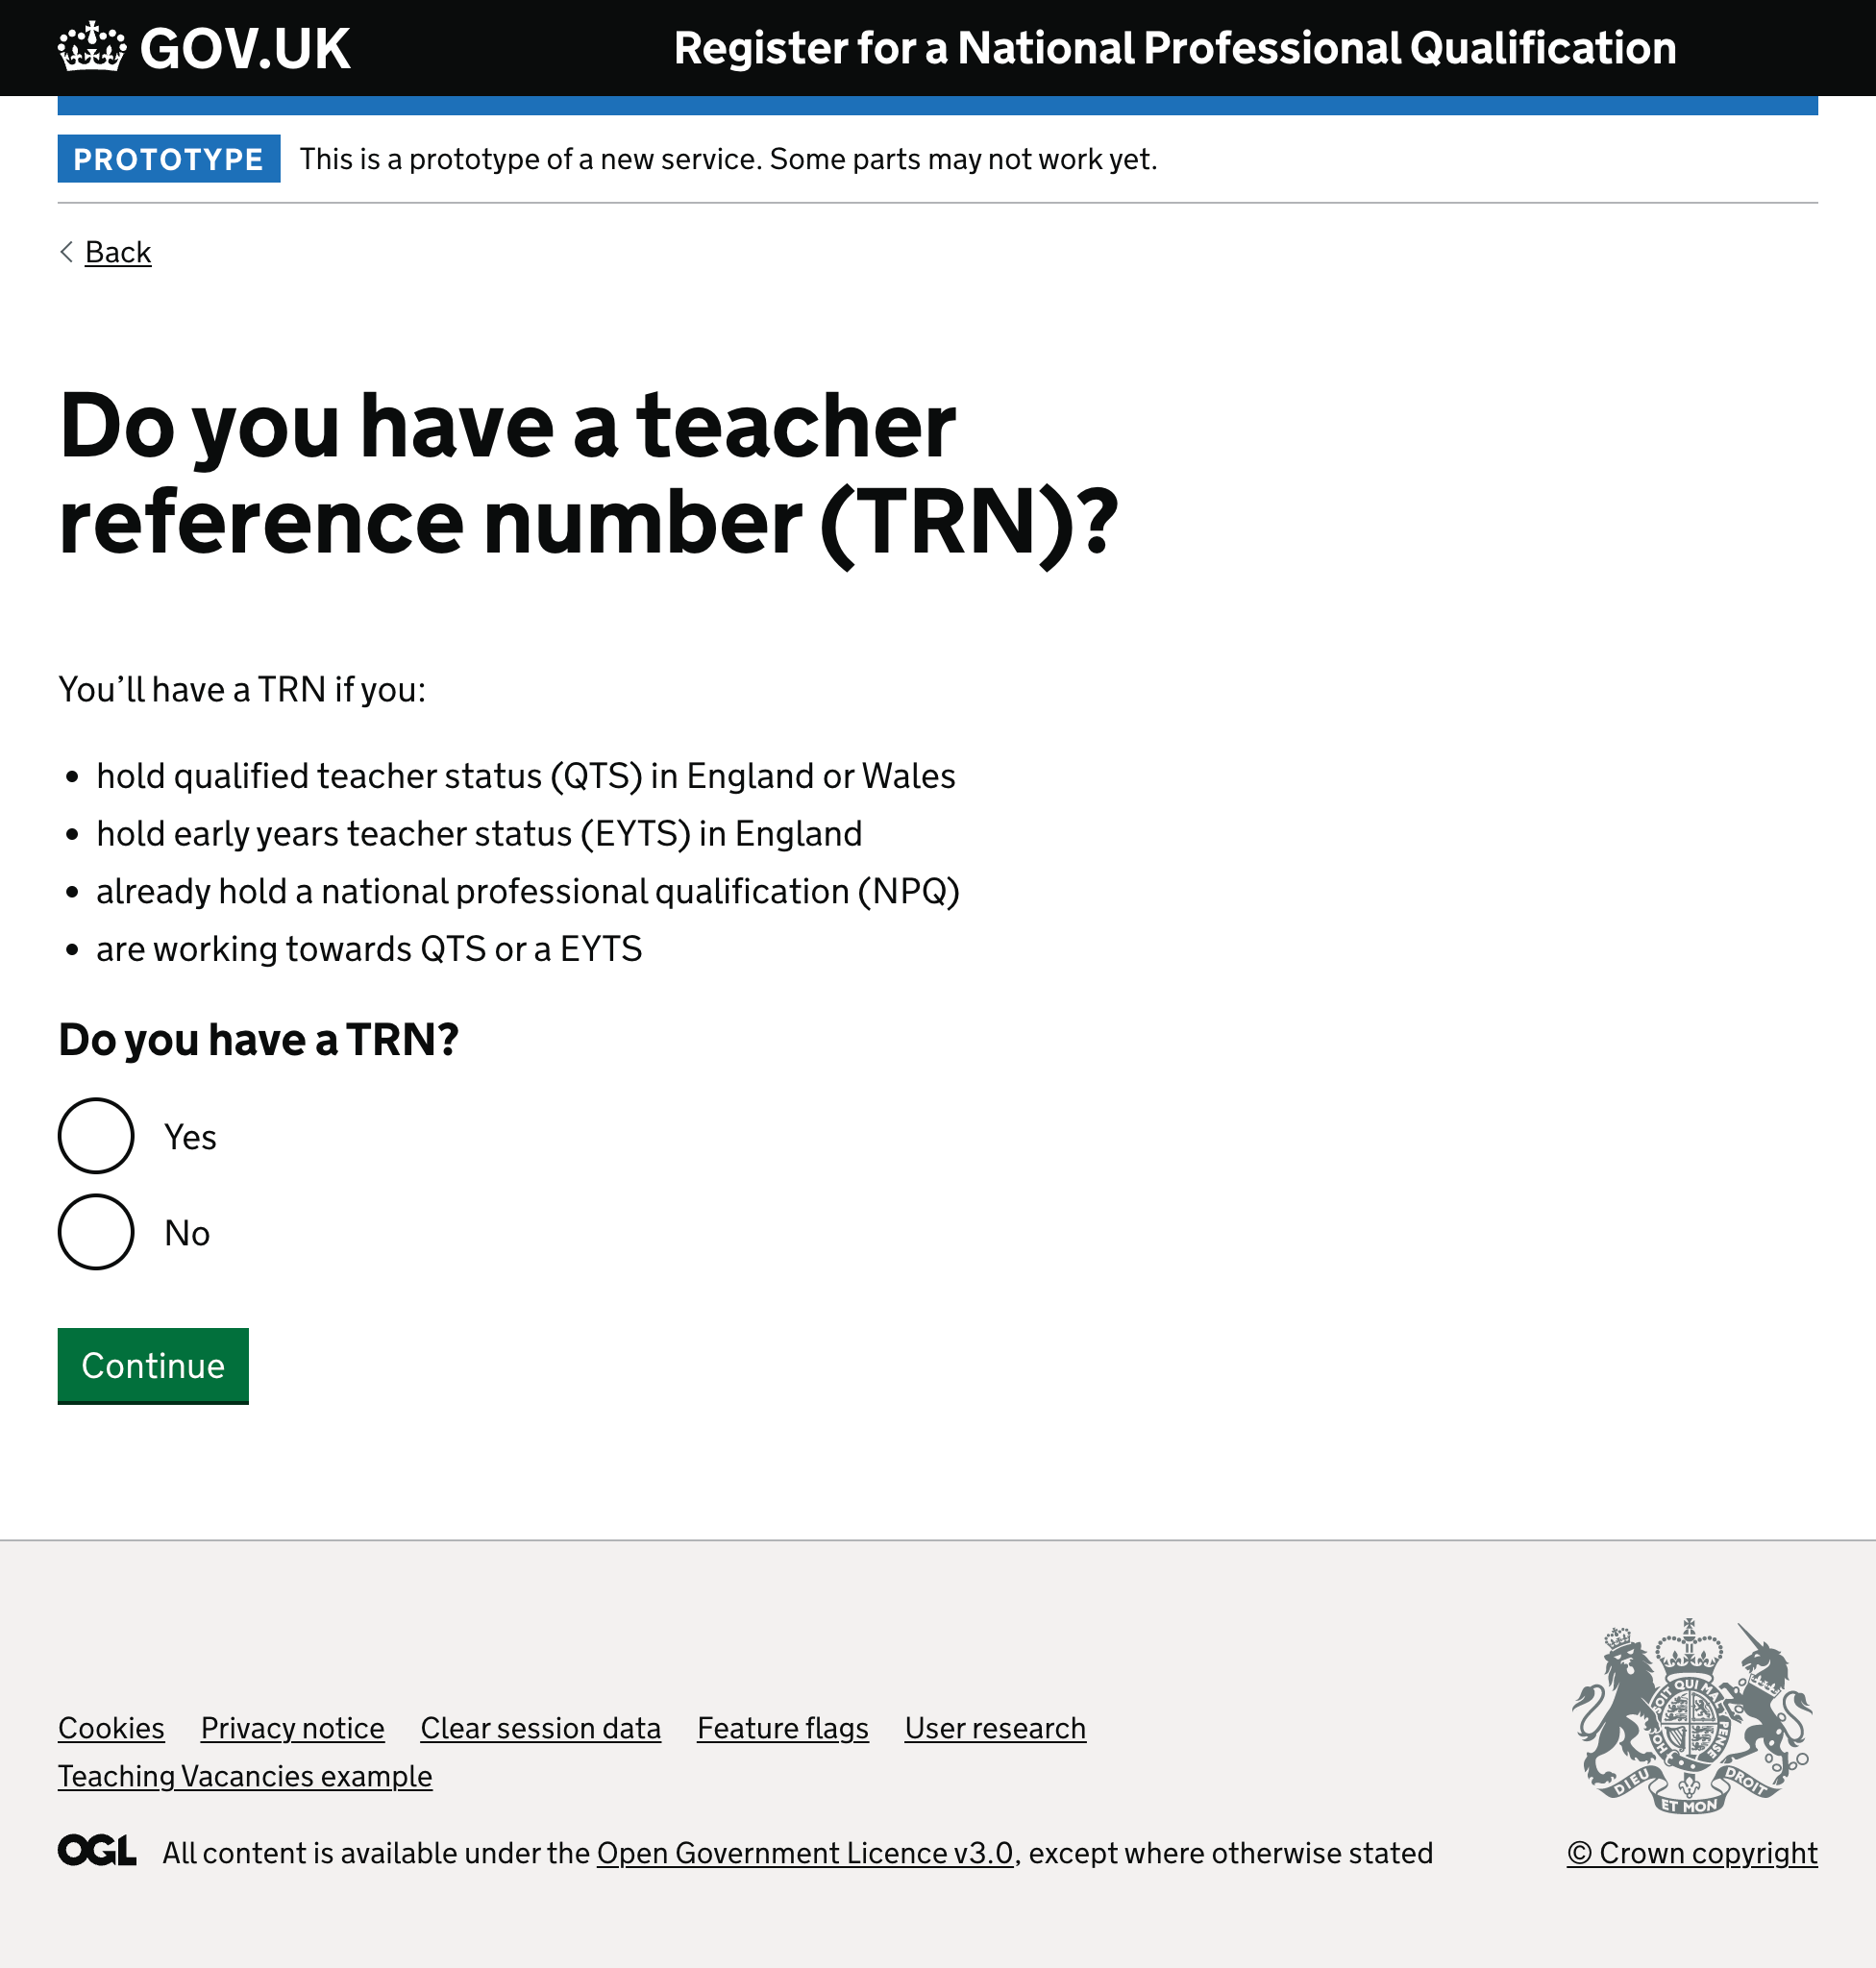 GOV.UK
Register for a National Professional Qualification
PROTOTYPE This is a prototype of a new service. Some parts may not work yet.
Back
Do you have a teacher
reference number (TRN)?
You’ll have a TRN if you:
• hold qualified teacher status (QTS) in England or Wales
• hold early years teacher status (EYTS) in England
• already hold a national professional qualification (NPQ)
• are working towards QTS or a EYTS
Do you have a TRN?
Yes
No
Continue
Cookies Privacy notice Clear session data Feature flags User research
Teaching Vacancies example
DIEU ET MON DROIT
OGL All content is available under the Open Government Licence v3.0, except where otherwise stated
© Crown copyright